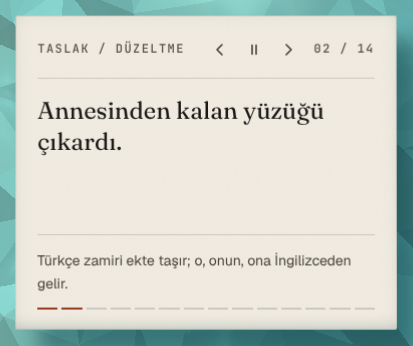 TASLAK / DÜZELTME 02 / 14
Annesinden kalan yüzüğü
çıkardı.
Türkçe zamiri ekte taşır; o, onun, ona İngilizceden
gelir.